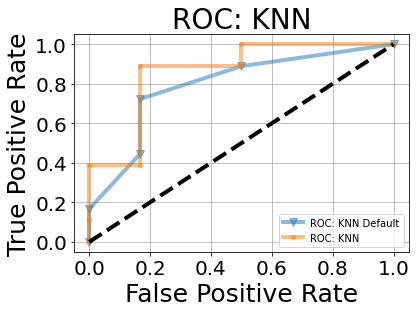 ROC: KNN
True Positive Rate
1.0
0.8
0.6
0.4
0.2
0.0
ROC: KNN Default
ROC: KNN
0.0 0.2 0.4 0.6 0.8 1.0
False Positive Rate